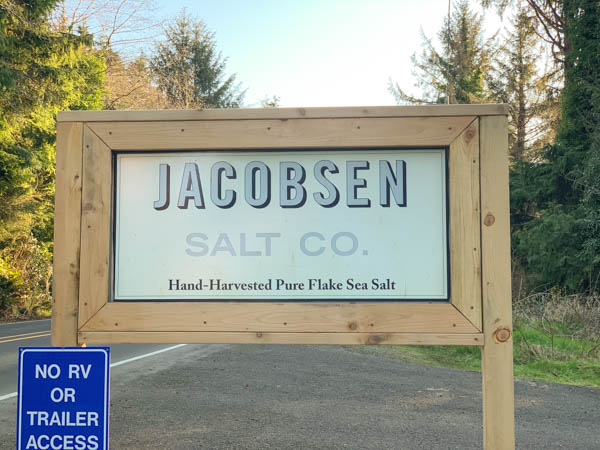 JACOBSEN
SALT CO.
Hand-Harvested Pure Flake Sea Salt
NO RV
OR
TRAILER
ACCESS